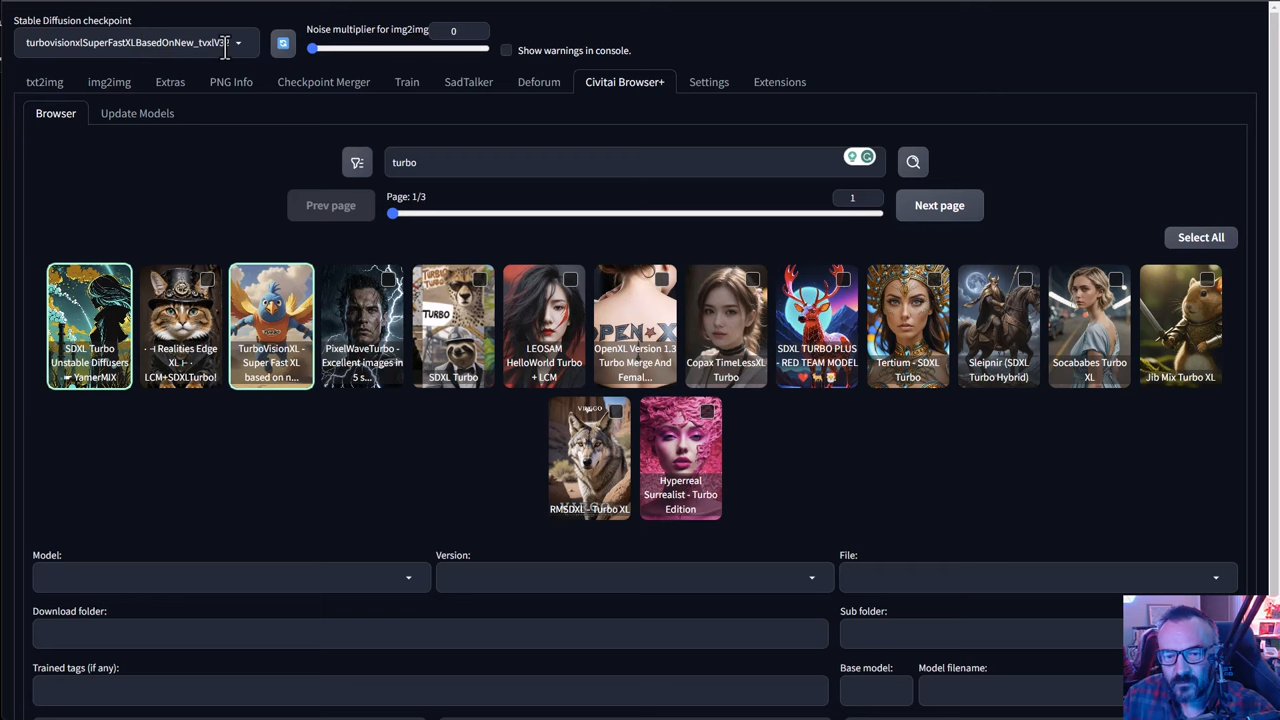 Stable Diffusion checkpoint
turbovisionxlSuperFastXLBasedOnNew_tvxlV3
Noise multiplier for img2img
0
Show warnings in console.
txt2img
img2img
Extras
PNG Info
Checkpoint Merger
Train
SadTalker
Deforum
Civitai Browser+
Settings
Extensions
Browser
Update Models
turbo
Page: 1/3
1
Prev page
Next page
Select All
SDXL Turbo
Unstable Diffusers
YamerMIX
Realities Edge
XL
LCM+SDXLTurbo!
TurboVisionXL -
Super Fast XL
based on n...
PixelWaveTurbo -
Excellent images in
5 s...
TURBO
TURBO
SDXL Turbo
LEOSAM
HelloWorld Turbo
+ LCM
OPEN X
OpenXL Version 1.3
Turbo Merge And
Femal...
Copax TimeLessXL
Turbo
SDXL TURBO PLUS
- RED TEAM MODEL
Tertium - SDXL
Turbo
Sleipnir (SDXL
Turbo Hybrid)
Socababes Turbo
XL
Jib Mix Turbo XL
RMSDXL - Turbo XL
Hyperreal
Surrealist - Turbo
Edition
Model:
Version:
File:
Download folder:
Sub folder:
Trained tags (if any):
Base model:
Model filename: